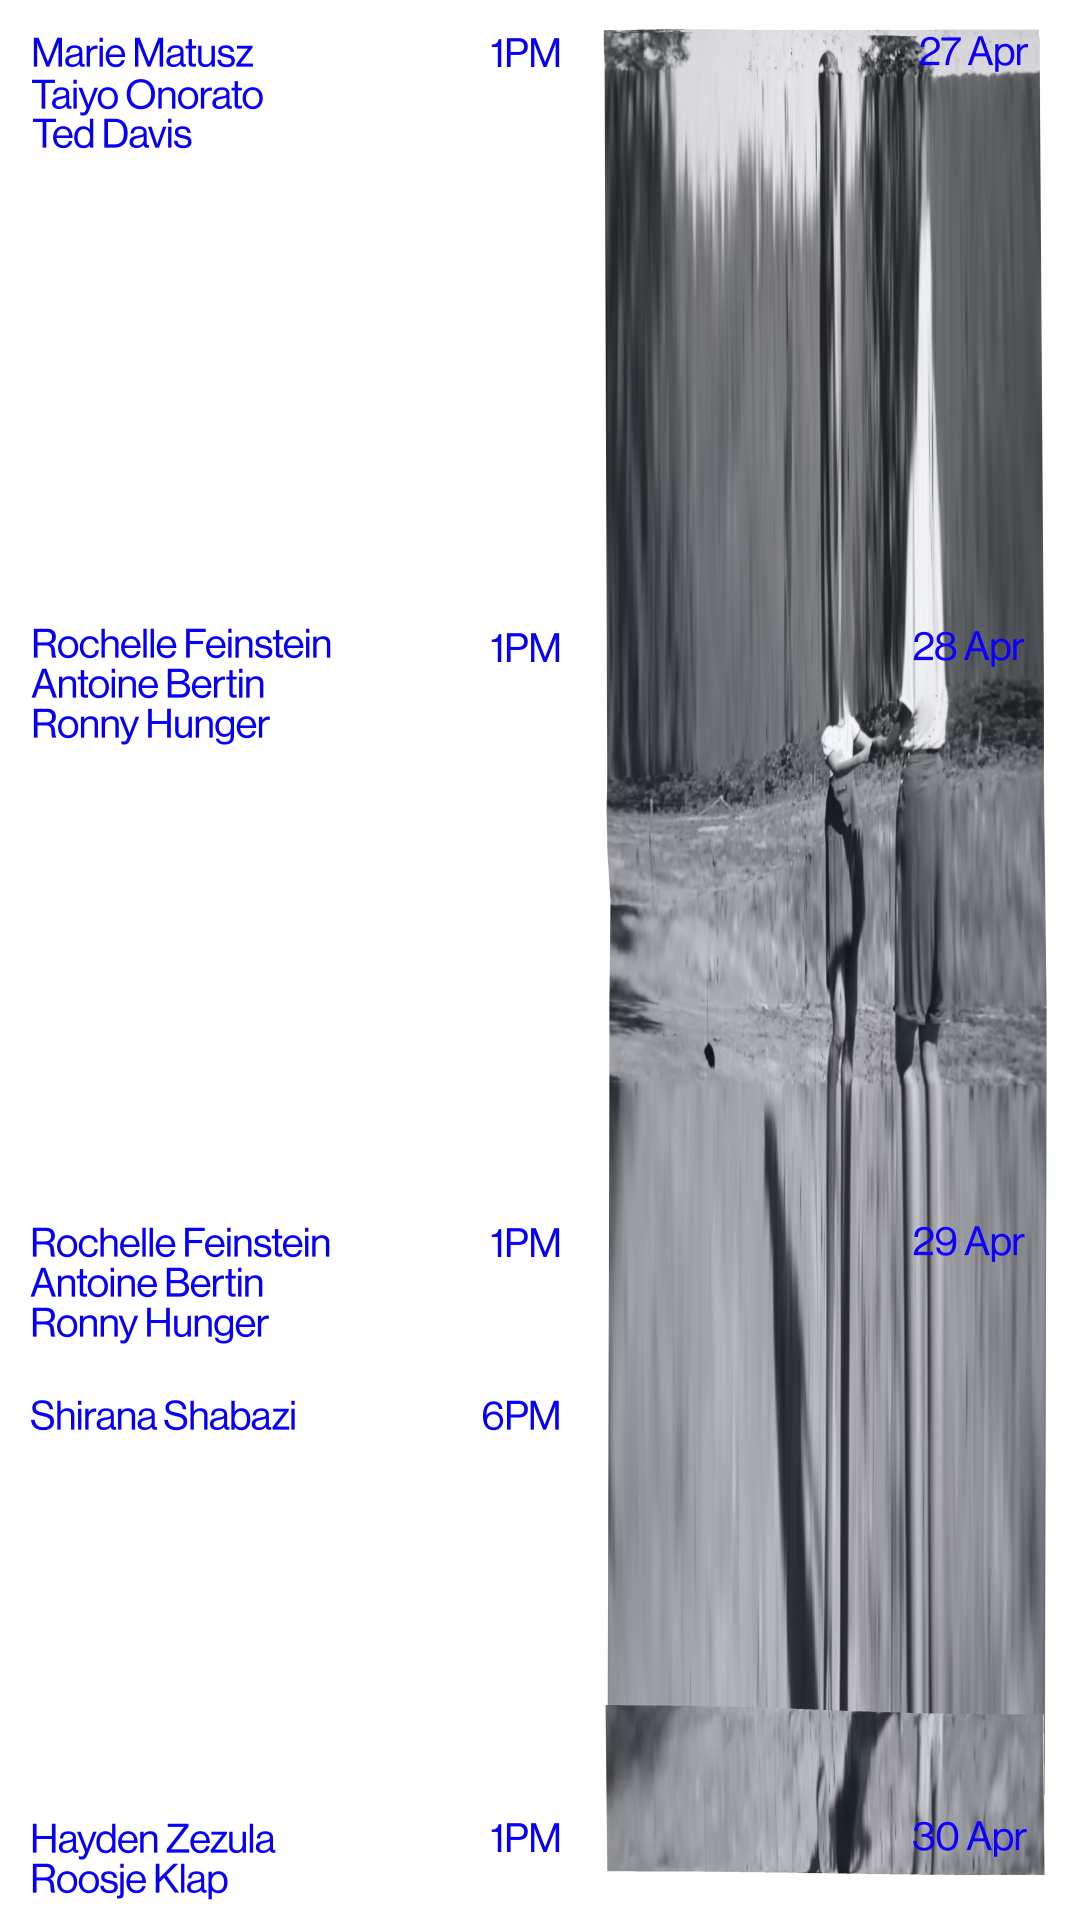 Marie Matusz 1PM 27 Apr
Taiyo Onorato
Ted Davis
Rochelle Feinstein 1PM 28 Apr
Antoine Bertin
Ronny Hunger
Rochelle Feinstein 1PM 29 Apr
Antoine Bertin
Ronny Hunger
Shirana Shabazi 6PM
Hayden Zezula 1PM 30 Apr
Roosje Klap